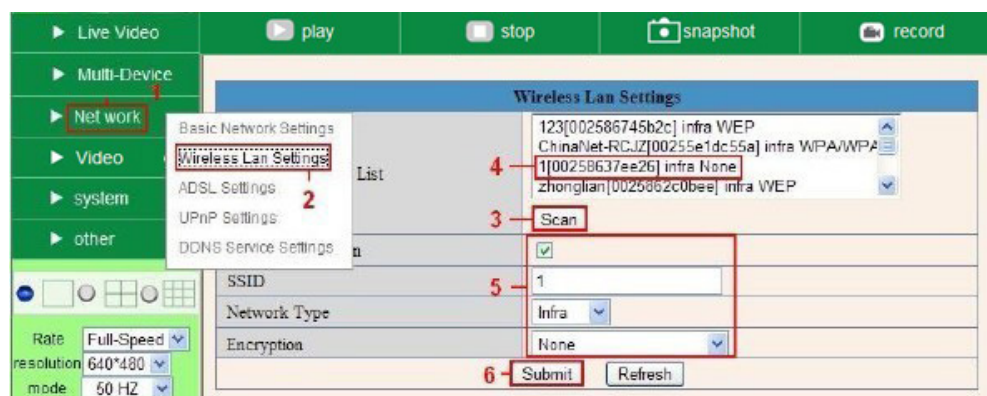 Live Video
play
stop
snapshot
record
Multi-Device
1
Net work
Video
system
other
Basic Network Settings
Wireless Lan Settings
2
ADSL Settings
UPnP Settings
DDNS Service Settings
Wireless Lan Settings
List
123[002586745b2c] infra WEP
ChinaNet-RCJZ[00255e1dc55a] infra WPA/WPA
4
1[00258637ee26] infra None
zhonglian[0025862c0bee] infra WEP
3
Scan
n
SSID
5
1
Network Type
Infra
Encryption
None
6
Submit
Refresh
Rate
Full-Speed
resolution
640*480
mode
50 HZ